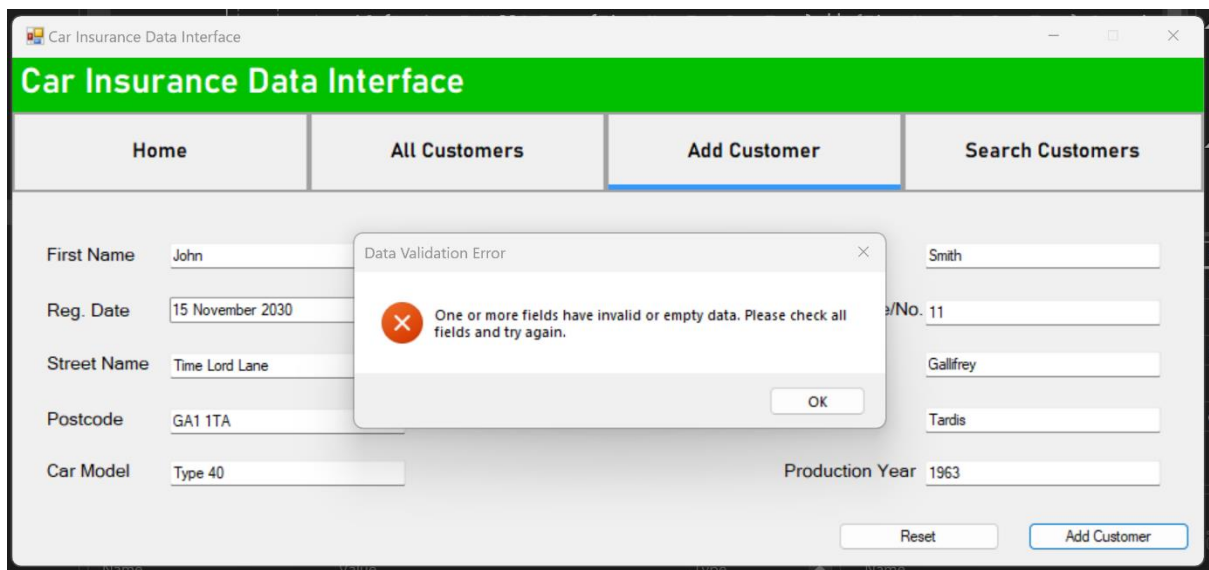 Car Insurance Data Interface
Car Insurance Data Interface
Home All Customers Add Customer Search Customers
First Name John Smith
Data Validation Error
Reg. Date 15 November 2030 e/No. 11
One or more fields have invalid or empty data. Please check all
fields and try again.
Street Name Time Lord Lane Gallifrey
OK
Postcode GA1 1TA Tardis
Car Model Type 40 Production Year 1963
Reset Add Customer